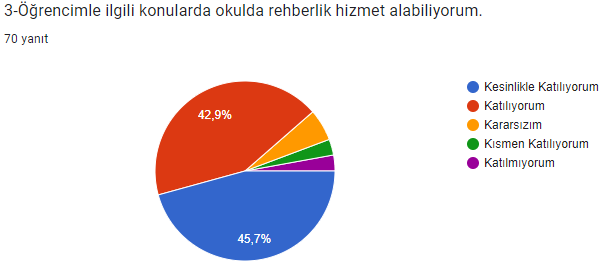 3-Öğrencimle ilgili konularda okulda rehberlik hizmet alabiliyorum.
70 yanıt
Kesinlikle Katılıyorum
Katılıyorum
Kararsızım
Kısmen Katılıyorum
Katılmıyorum
42,9%
45,7%